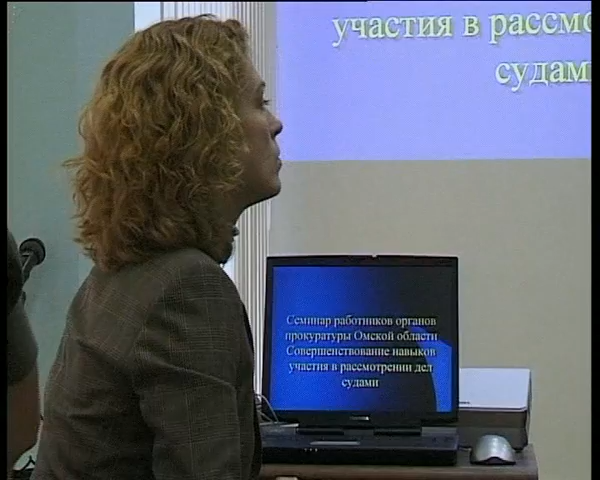 участия в рассмо
судам
Семинар работников органов
прокуратуры Омской области
Совершенствование навыков
участия в рассмотрении дел
судами